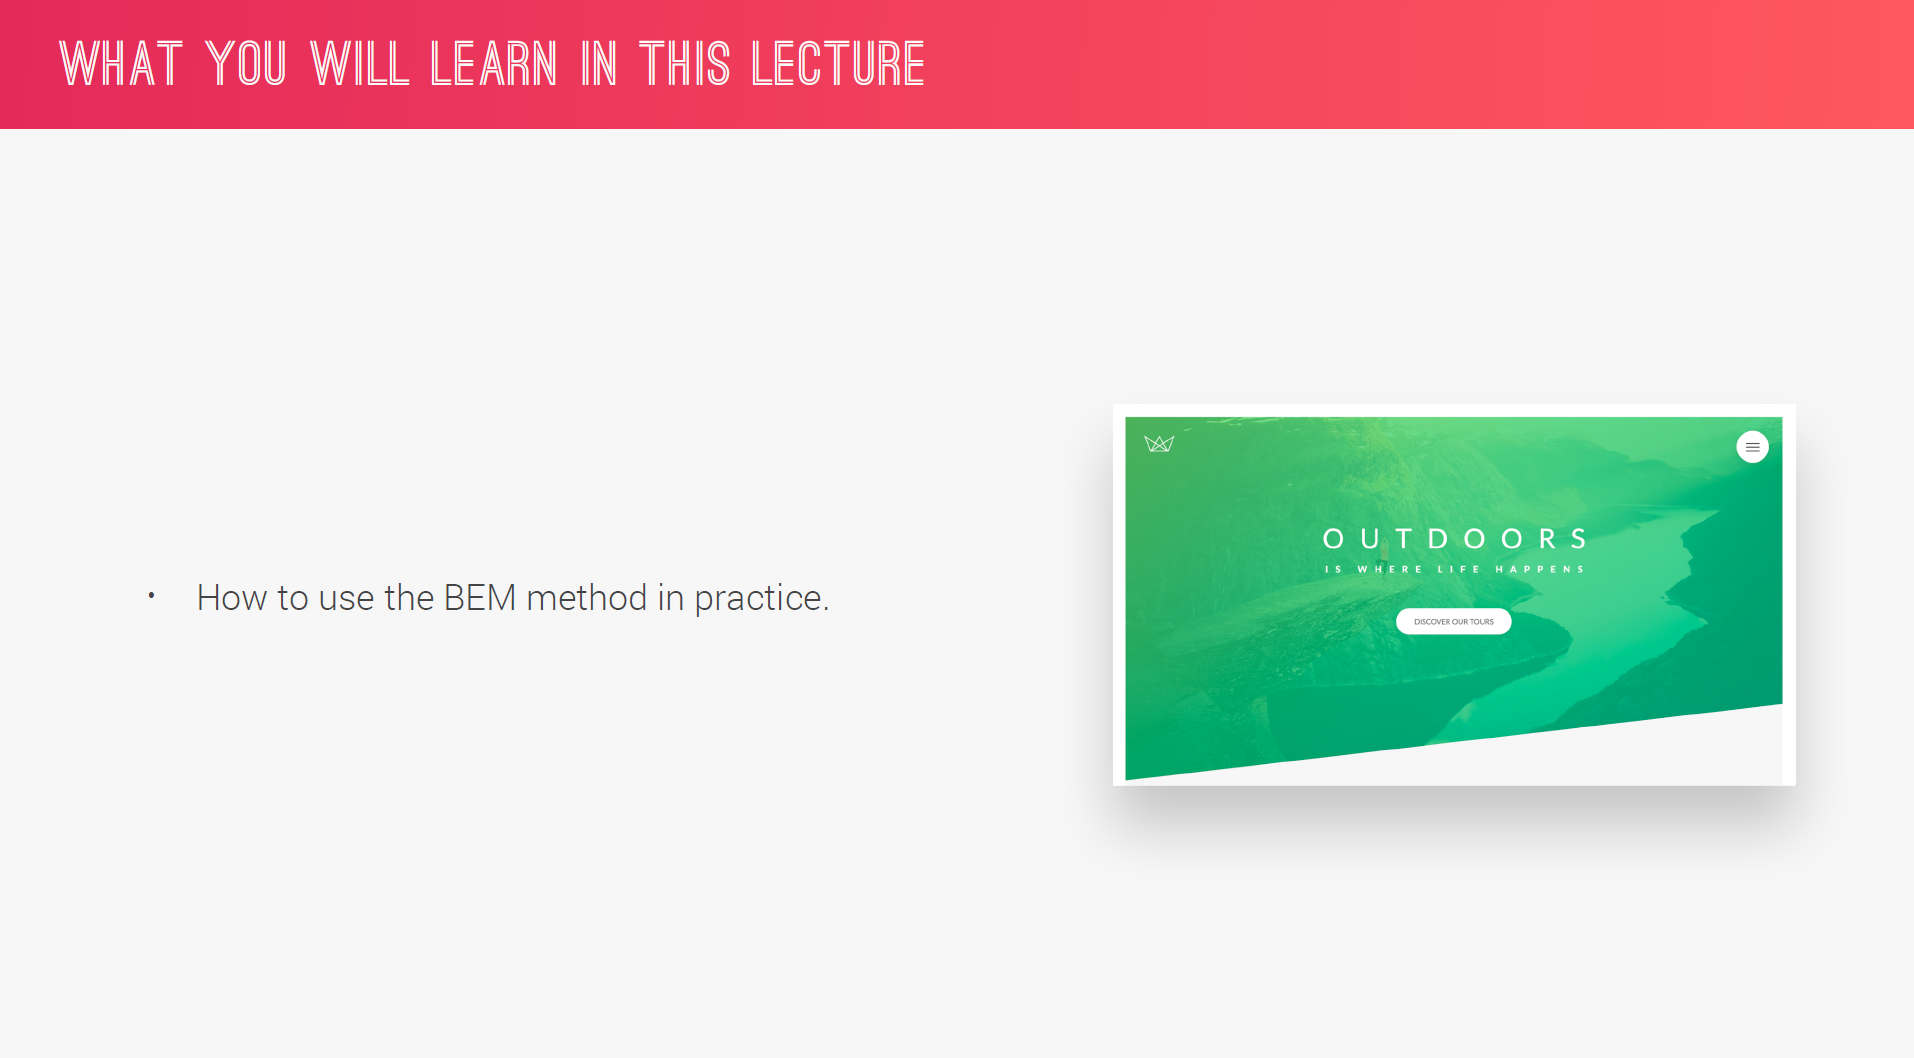 WHAT YOU WILL LEARN IN THIS LECTURE
• How to use the BEM method in practice.
OUTDOORS
IS WHERE LIFE HAPPENS
DISCOVER OUR TOURS